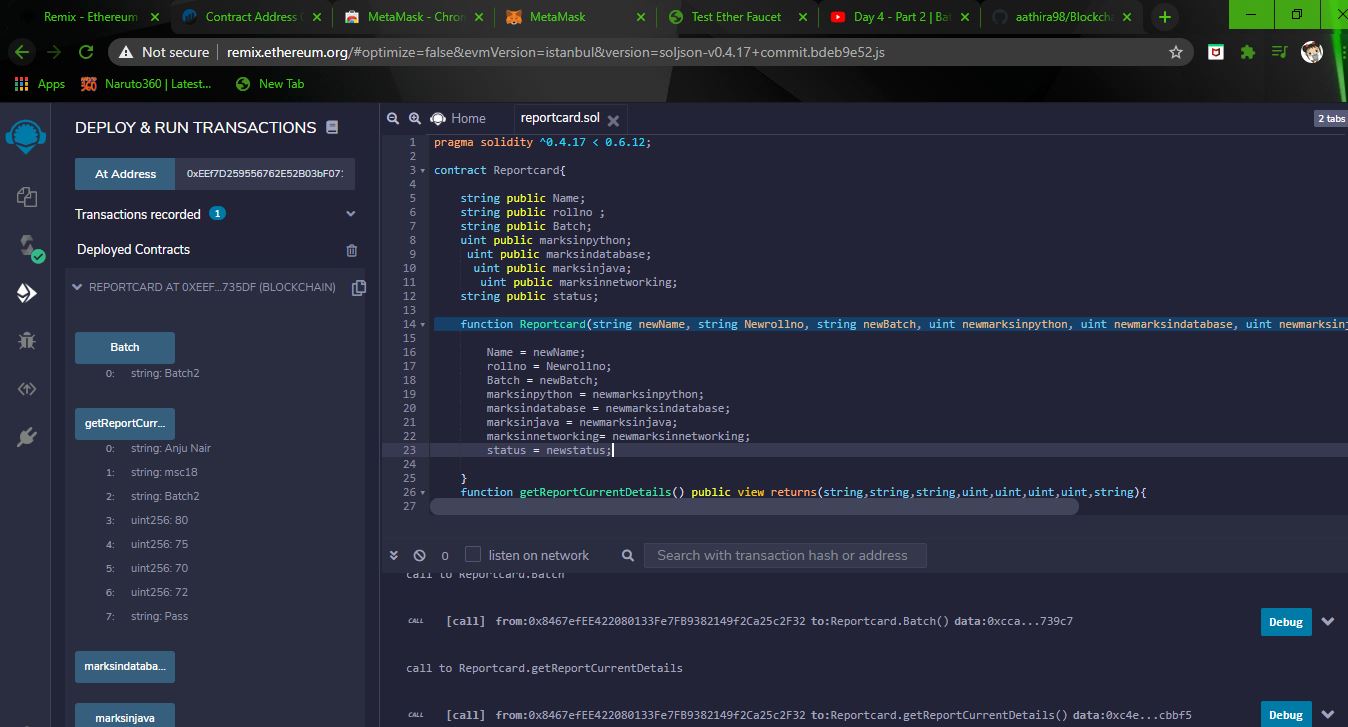 Remix - Ethereum
Contract Address
MetaMask - Chron
MetaMask
Test Ether Faucet
Day 4 - Part 2 | Bat
aathira98/Blockcha
Not secure
remix.ethereum.org/#optimize=false&evmVersion=istanbul&version=soljson-v0.4.17+commit.bdeb9e52.js
Apps
Naruto360 | Latest...
New Tab
DEPLOY & RUN TRANSACTIONS
At Address
0xEEf7D259556762E52B03bF071
Transactions recorded 1
Deployed Contracts
REPORTCARD AT 0XEEF...735DF (BLOCKCHAIN)
Batch
0: string: Batch2
getReportCurr...
0: string: Anju Nair
1: string: msc18
2: string: Batch2
3: uint256: 80
4: uint256: 75
5: uint256: 70
6: uint256: 72
7: string: Pass
marksindataba...
marksinjava
Home
reportcard.sol
2 tabs
1 pragma solidity ^0.4.17 < 0.6.12;
2
3 contract Reportcard{
4
5 string public Name;
6 string public rollno ;
7 string public Batch;
8 uint public marksinpython;
9 uint public marksindatabase;
10 uint public marksinjava;
11 uint public marksinnetworking;
12 string public status;
13
14 function Reportcard(string newName, string Newrollno, string newBatch, uint newmarksinpython, uint newmarksindatabase, uint newmarksinj
15
16 Name = newName;
17 rollno = Newrollno;
18 Batch = newBatch;
19 marksinpython = newmarksinpython;
20 marksindatabase = newmarksindatabase;
21 marksinjava = newmarksinjava;
22 marksinnetworking= newmarksinnetworking;
23 status = newstatus;
24
25 }
26 function getReportCurrentDetails() public view returns(string,string,string,uint,uint,uint,uint,string){
27
0
listen on network
Search with transaction hash or address
call to Reportcard.Batch
CALL [call] from:0x8467efEE422080133Fe7FB9382149f2Ca25c2F32 to:Reportcard.Batch() data:0xcca...739c7
Debug
call to Reportcard.getReportCurrentDetails
CALL [call] from:0x8467efEE422080133Fe7FB9382149f2Ca25c2F32 to:Reportcard.getReportCurrentDetails() data:0xc4e...cbbf5
Debug